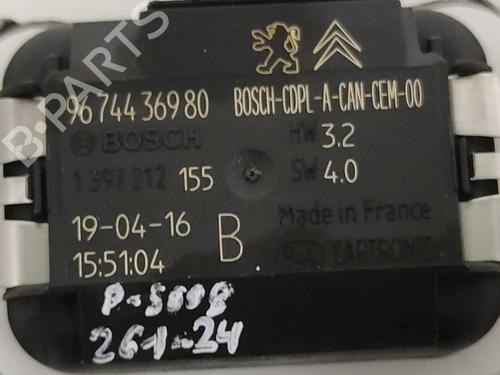 96 744 369 80 BOSCH-CDPL-A-CAN-CEM-00
BOSCH HW 3.2
1 397 212 155 SW 4.0
19-04-16 B Made in France
15:51:04 CARTRONIC
P-5008
261-24
B-PARTS